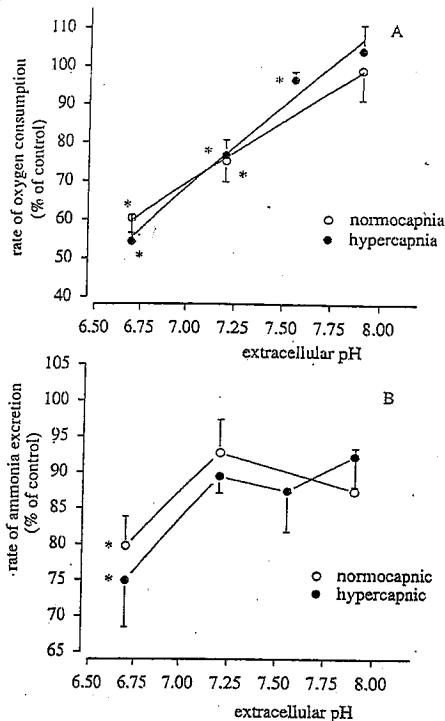 A
110
100
90
80
70
60
50
40
rate of oxygen consumption
(% of control)
*
*
*
*
*
normocapnia
hypercapnia
6.50 6.75 7.00 7.25 7.50 7.75 8.00
extracellular pH
B
105
100
95
90
85
80
75
70
65
rate of ammonia excretion
(% of control)
*
*
normocapnic
hypercapnic
6.50 6.75 7.00 7.25 7.50 7.75 8.00
extracellular pH